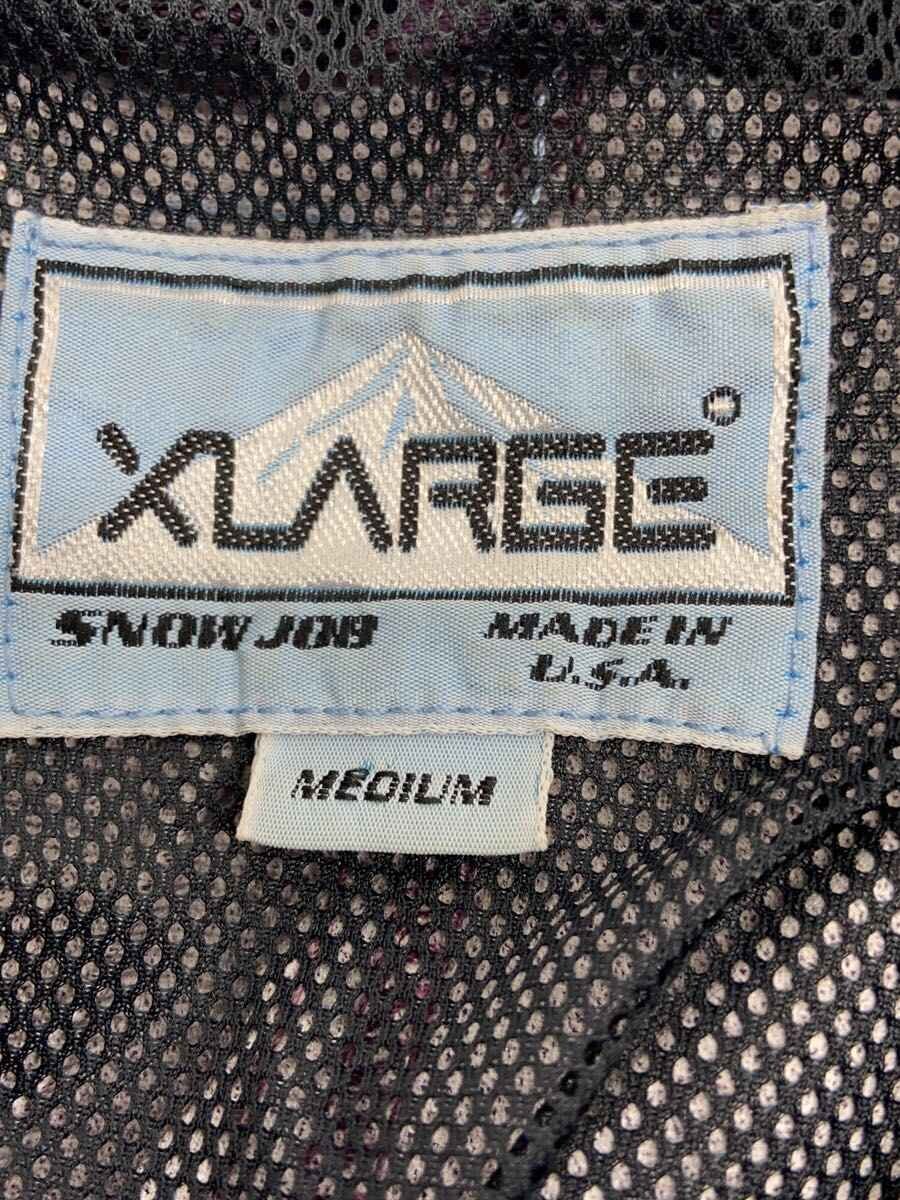 XLARGE
SNOW JOB
MADE IN
U.S.A.
MEDIUM